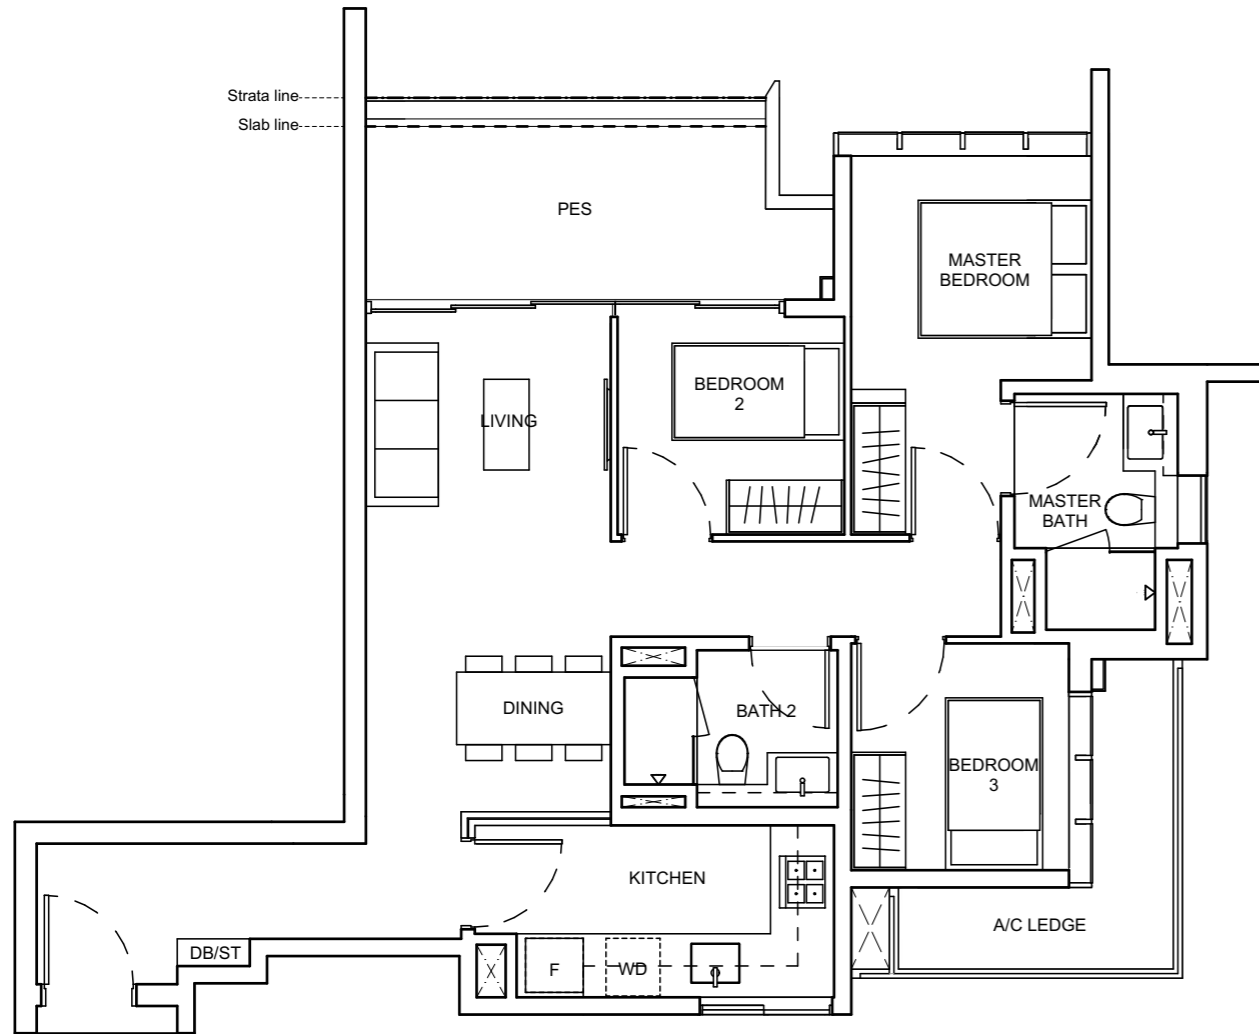 Strata line
Slab line
PES
MASTER
BEDROOM
BEDROOM
2
LIVING
MASTER
BATH
DINING
BATH 2
BEDROOM
3
KITCHEN
A/C LEDGE
DB/ST
F
WD